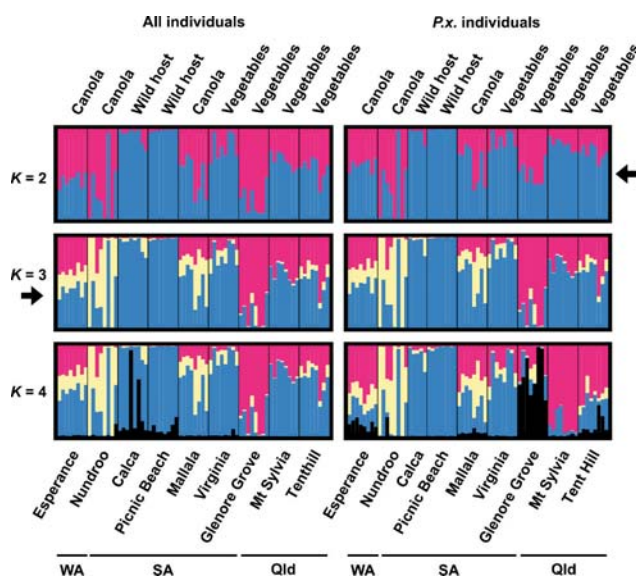 All individuals
P.x. individuals
Canola
Canola
Wild host
Wild host
Canola
Vegetables
Vegetables
Vegetables
Vegetables
Canola
Canola
Wild host
Wild host
Canola
Vegetables
Vegetables
Vegetables
Vegetables
K = 2
K = 3
K = 4
Esperance
Nundroo
Calca
Picnic Beach
Mallala
Virginia
Glenore Grove
Mt Sylvia
Tenthill
Esperance
Nundroo
Calca
Picnic Beach
Mallala
Virginia
Glenore Grove
Mt Sylvia
Tent Hill
WA
SA
Qld
WA
SA
Qld